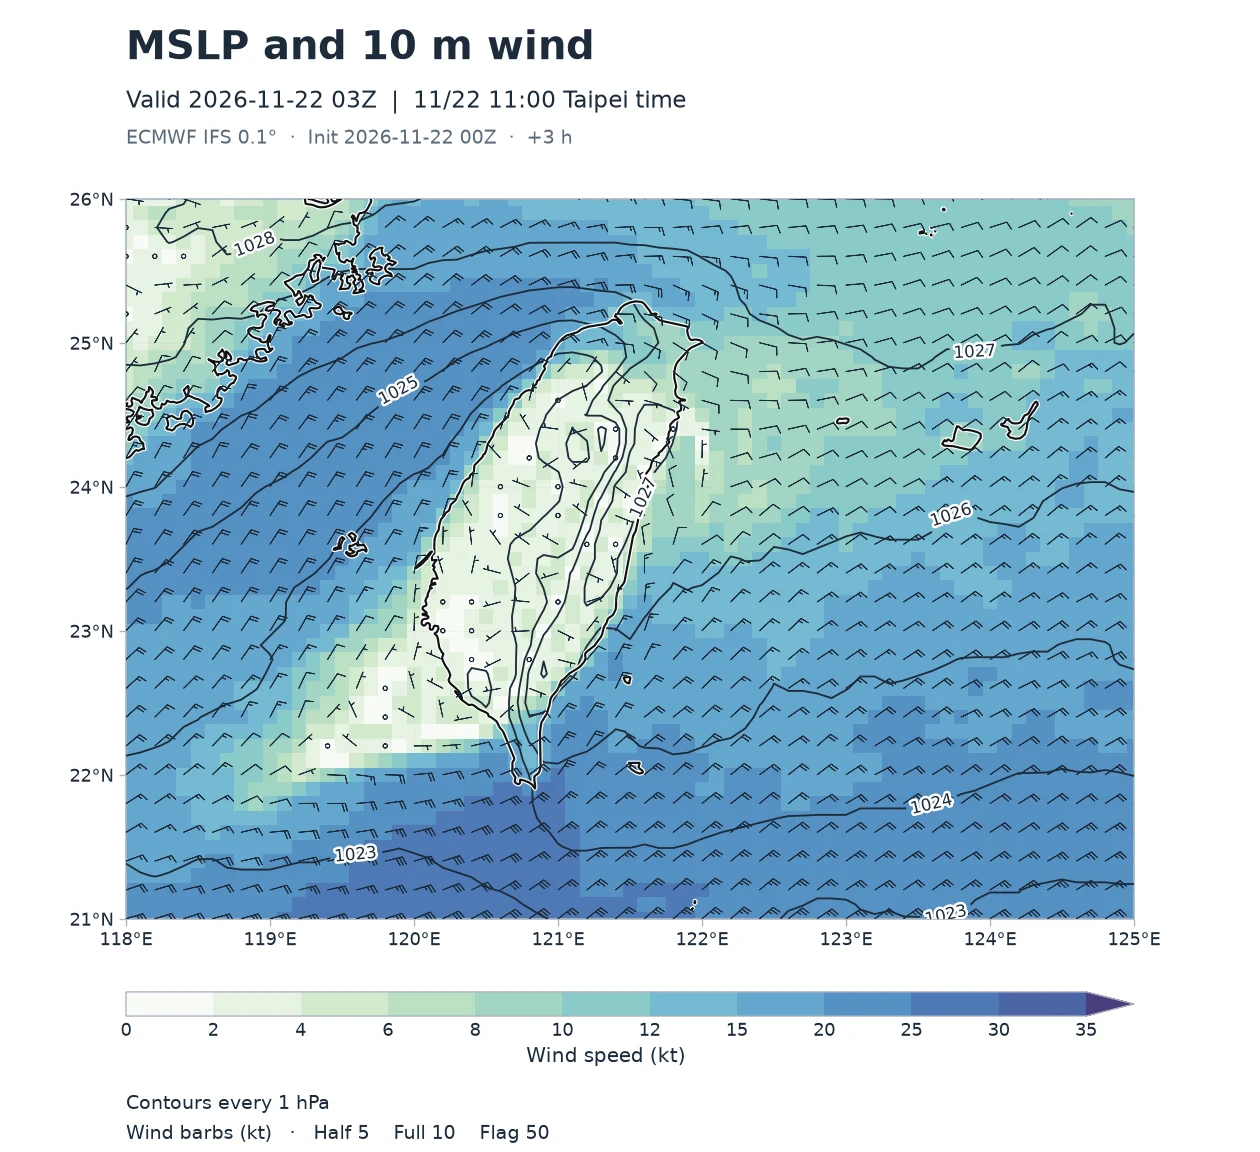 MSLP and 10 m wind
Valid 2026-11-22 03Z | 11/22 11:00 Taipei time
ECMWF IFS 0.1° · Init 2026-11-22 00Z · +3 h
26°N
1028
25°N
1027
1025
24°N
1027
1026
23°N
22°N
1024
1023
1023
21°N
118°E 119°E 120°E 121°E 122°E 123°E 124°E 125°E
0 2 4 6 8 10 12 15 20 25 30 35
Wind speed (kt)
Contours every 1 hPa
Wind barbs (kt) · Half 5 Full 10 Flag 50